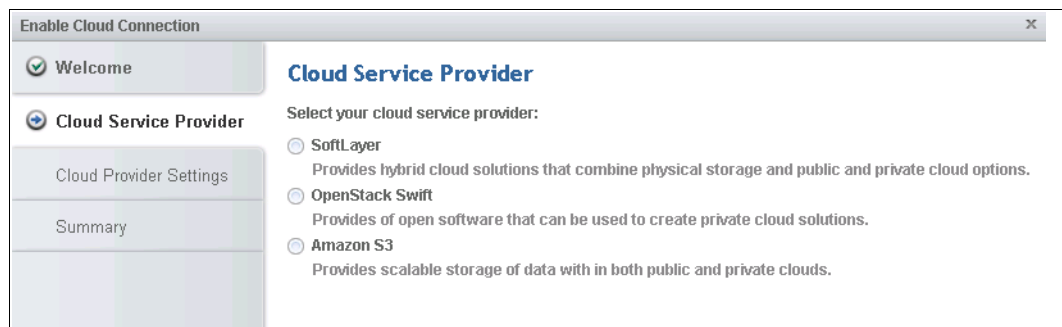 Enable Cloud Connection
x
Welcome
Cloud Service Provider
Cloud Provider Settings
Summary
Cloud Service Provider
Select your cloud service provider:
SoftLayer
Provides hybrid cloud solutions that combine physical storage and public and private cloud options.
OpenStack Swift
Provides of open software that can be used to create private cloud solutions.
Amazon S3
Provides scalable storage of data with in both public and private clouds.